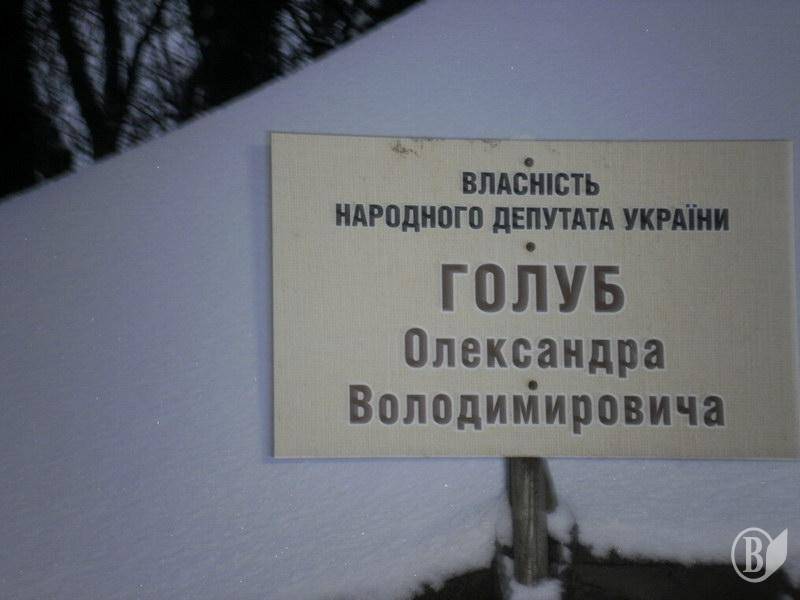 ВЛАСНІСТЬ
НАРОДНОГО ДЕПУТАТА УКРАЇНИ
ГОЛУБ
Олександра
Володимировича
В